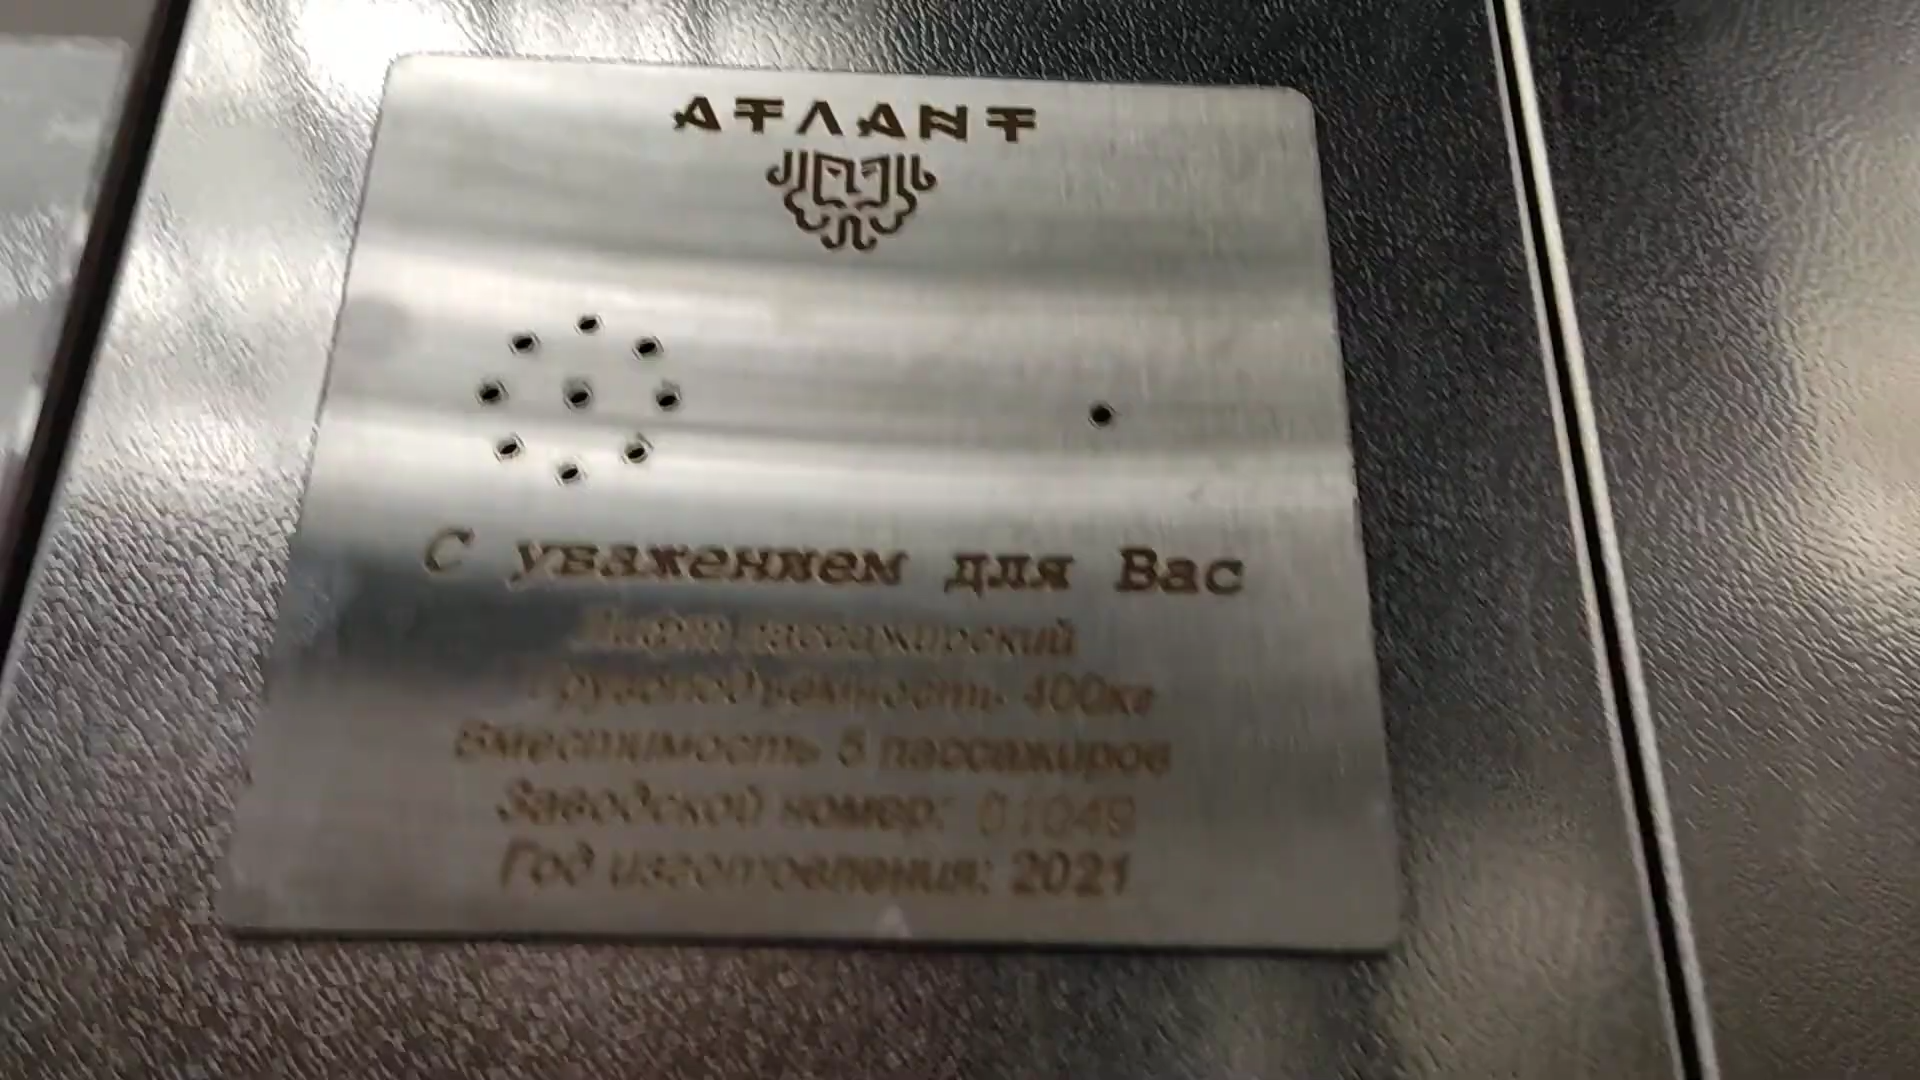 АТЛАНТ
С уважением для Вас
Лифт пассажирский
Грузоподъемность 400кг
Вместимость 5 пассажиров
Заводской номер: 01049
Год изготовления: 2021